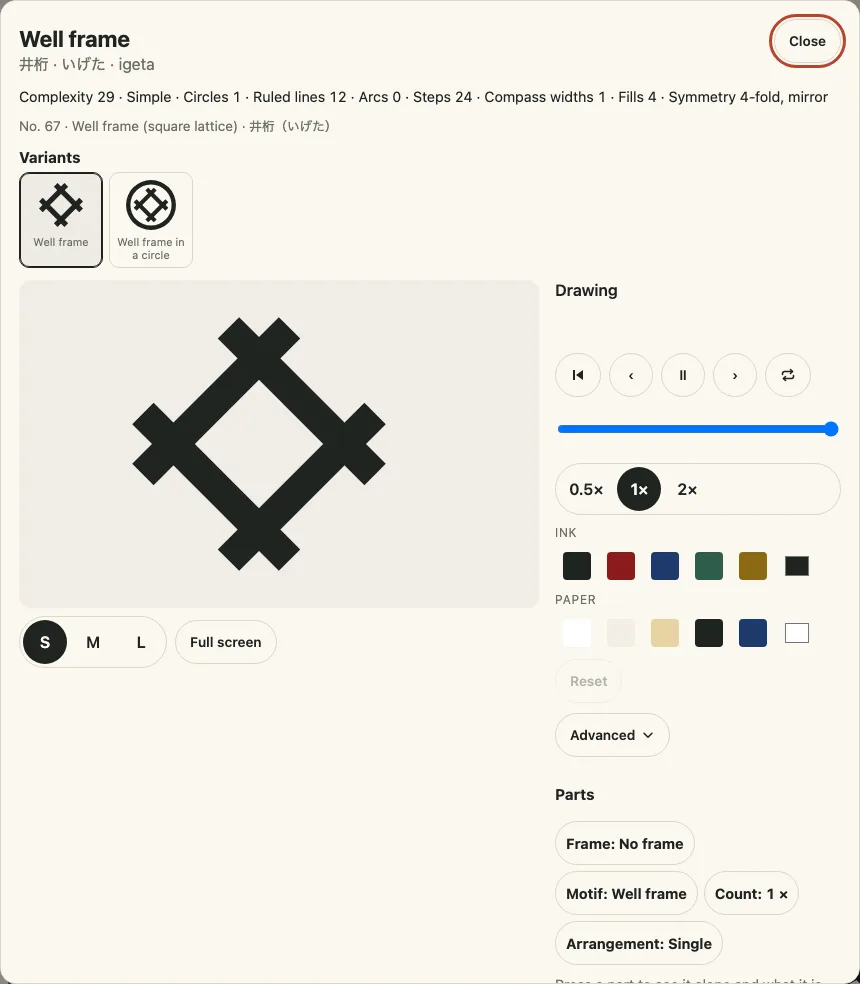 Well frame
Close
井桁 · いげた · igeta
Complexity 29 · Simple · Circles 1 · Ruled lines 12 · Arcs 0 · Steps 24 · Compass widths 1 · Fills 4 · Symmetry 4-fold, mirror
No. 67 · Well frame (square lattice) · 井桁（いげた）
Variants
Well frame
Well frame in
a circle
Drawing
0.5× 1× 2×
INK
PAPER
S M L Full screen
Reset
Advanced
Parts
Frame: No frame
Motif: Well frame Count: 1 ×
Arrangement: Single